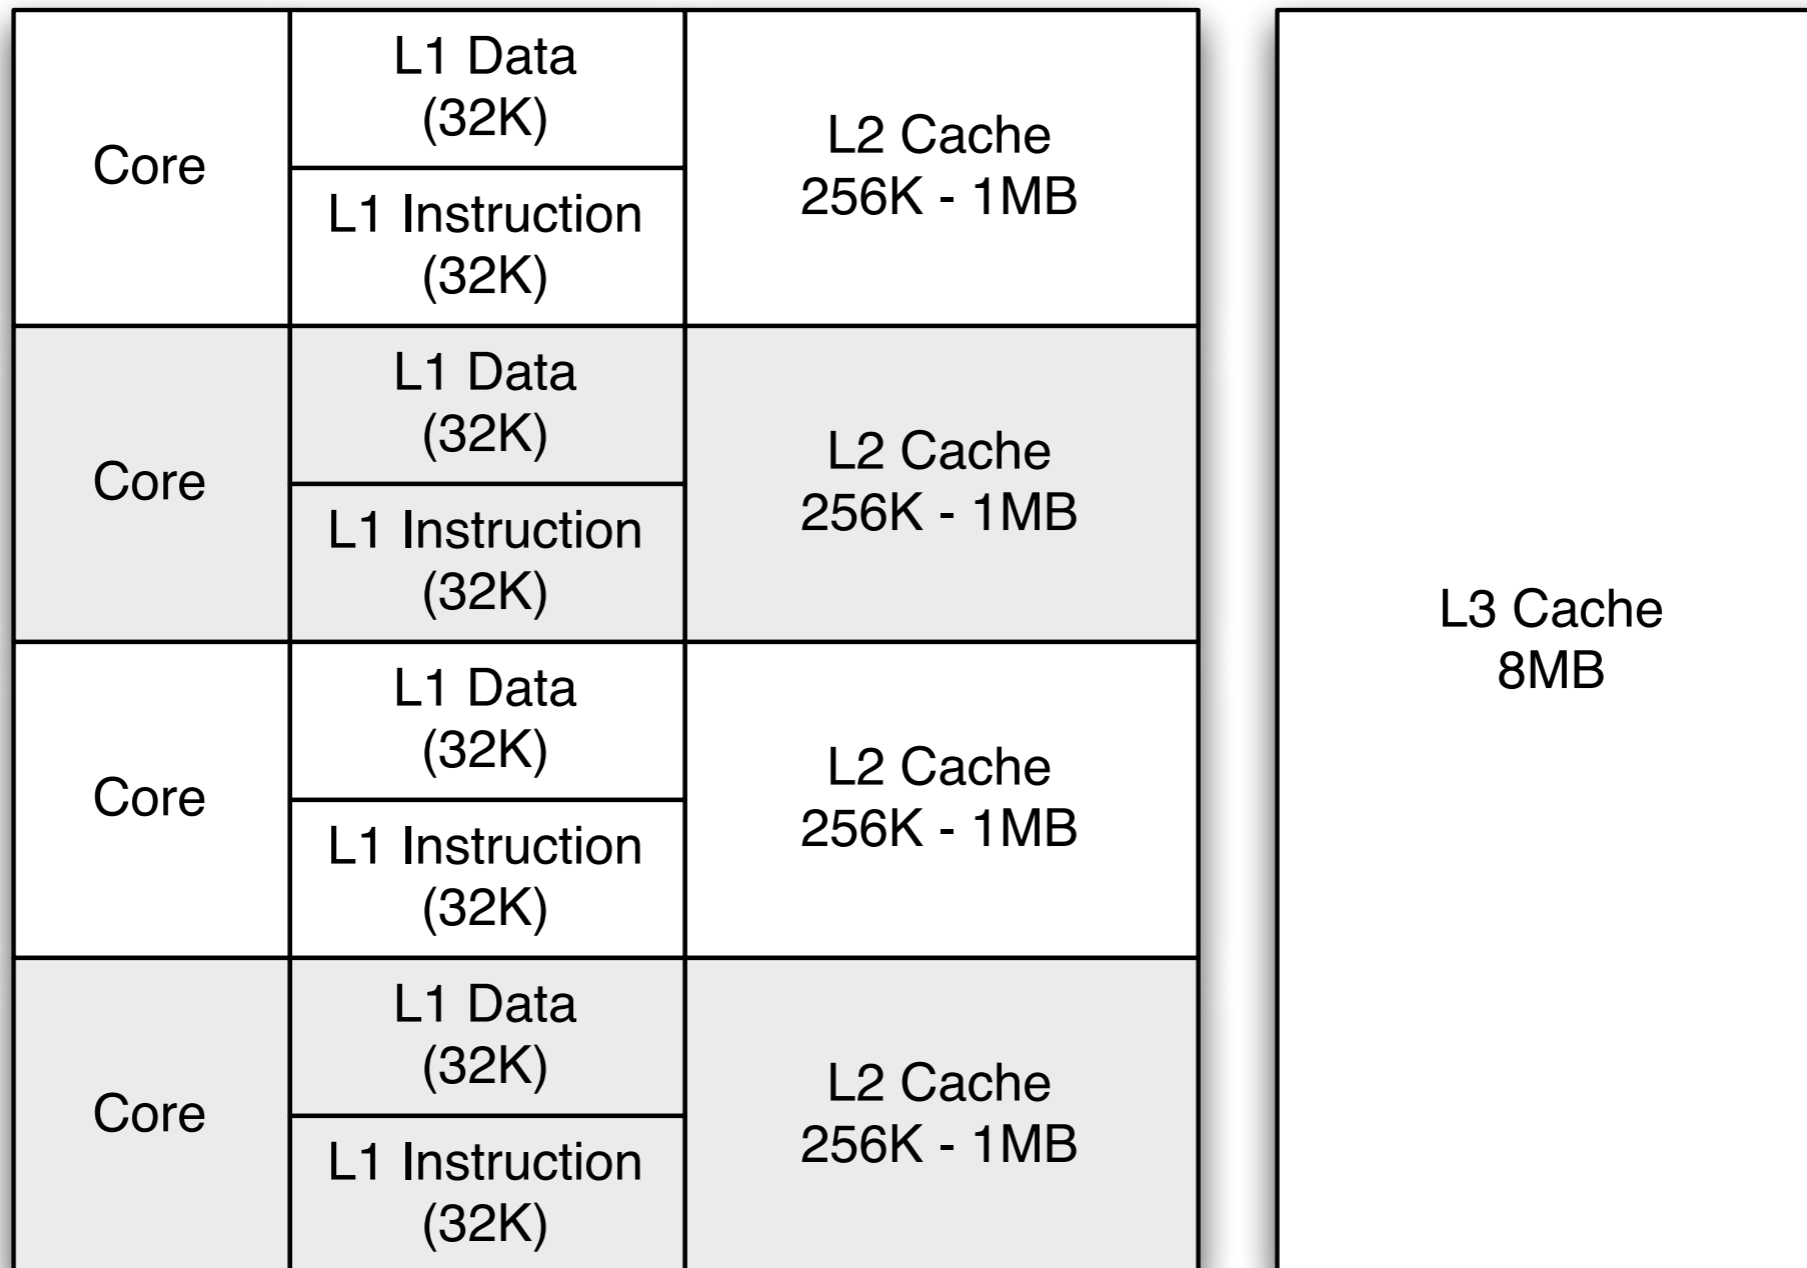 Core
L1 Data
(32K)
L1 Instruction
(32K)
L2 Cache
256K - 1MB
Core
L1 Data
(32K)
L1 Instruction
(32K)
L2 Cache
256K - 1MB
Core
L1 Data
(32K)
L1 Instruction
(32K)
L2 Cache
256K - 1MB
Core
L1 Data
(32K)
L1 Instruction
(32K)
L2 Cache
256K - 1MB
L3 Cache
8MB